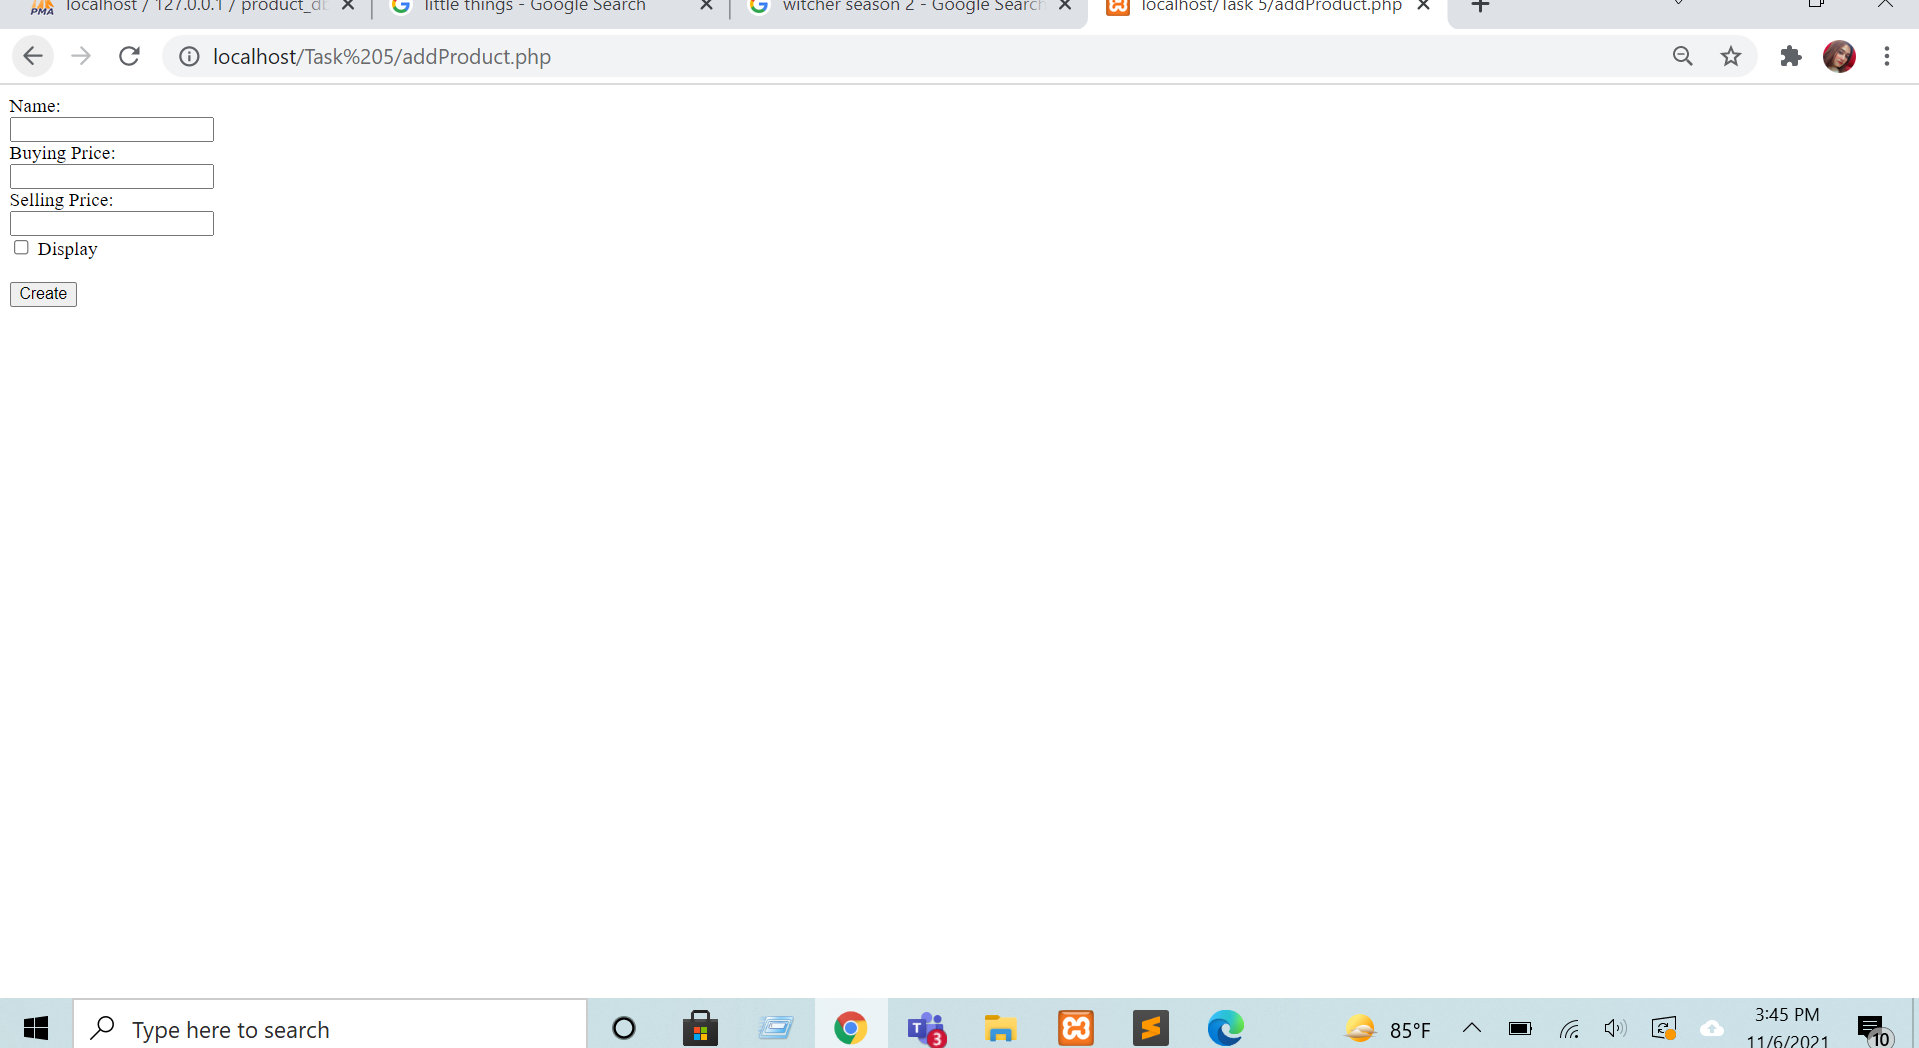 localhost / 127.0.0.1 / product_db
little things - Google Search
witcher season 2 - Google Search
localhost/Task 5/addProduct.php
PMA
localhost/Task%205/addProduct.php
Name:
Buying Price:
Selling Price:
Display
Create
Type here to search
T
3
85°F
3:45 PM
11/6/2021
10